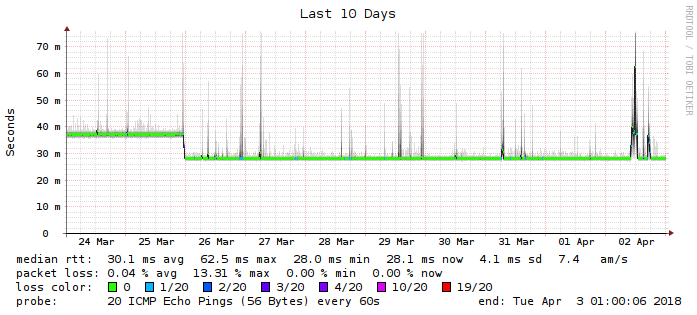 Last 10 Days
RRDTOOL / TOBI OETIKER
Seconds
70 m
60 m
50 m
40 m
30 m
20 m
10 m
0
24 Mar 25 Mar 26 Mar 27 Mar 28 Mar 29 Mar 30 Mar 31 Mar 01 Apr 02 Apr
median rtt: 30.1 ms avg 62.5 ms max 28.0 ms min 28.1 ms now 4.1 ms sd 7.4 am/s
packet loss: 0.04 % avg 13.31 % max 0.00 % min 0.00 % now
loss color: 0 1/20 2/20 3/20 4/20 10/20 19/20
probe: 20 ICMP Echo Pings (56 Bytes) every 60s end: Tue Apr 3 01:00:06 2018